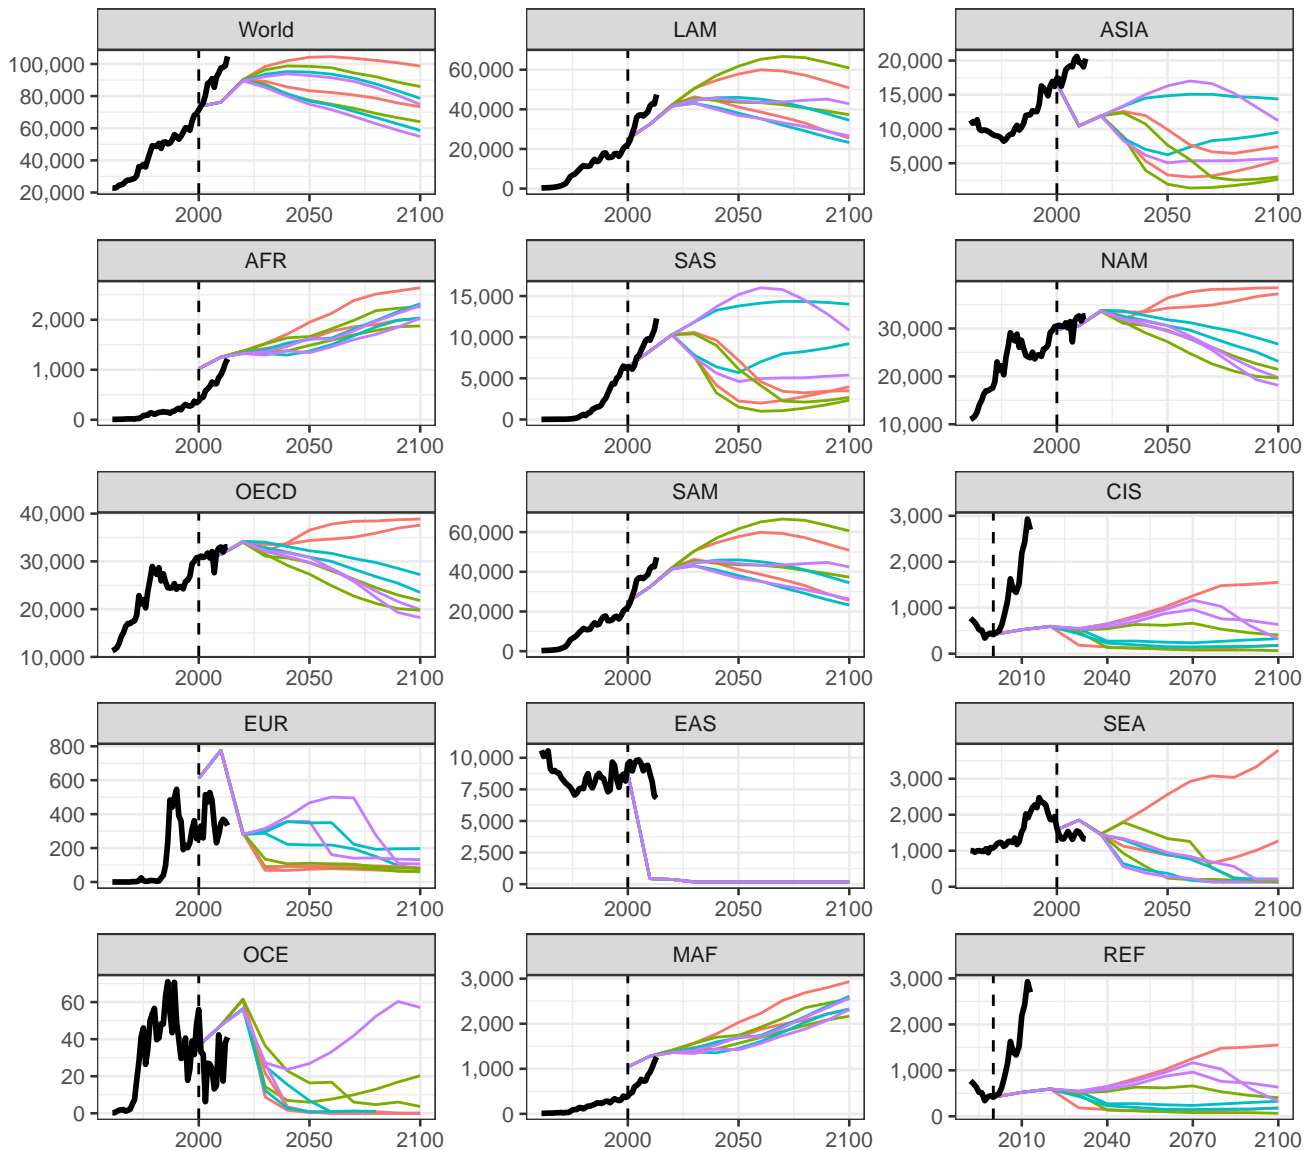 World
100,000
80,000
60,000
40,000
20,000
2000 2050 2100
LAM
60,000
40,000
20,000
0
2000 2050 2100
ASIA
20,000
15,000
10,000
5,000
2000 2050 2100
AFR
2,000
1,000
0
2000 2050 2100
SAS
15,000
10,000
5,000
0
2000 2050 2100
NAM
30,000
20,000
10,000
2000 2050 2100
OECD
40,000
30,000
20,000
10,000
2000 2050 2100
SAM
60,000
40,000
20,000
0
2000 2050 2100
CIS
3,000
2,000
1,000
0
2010 2040 2070 2100
EUR
800
600
400
200
0
2000 2050 2100
EAS
10,000
7,500
5,000
2,500
0
2000 2050 2100
SEA
3,000
2,000
1,000
0
2000 2050 2100
OCE
60
40
20
0
2000 2050 2100
MAF
3,000
2,000
1,000
0
2000 2050 2100
REF
3,000
2,000
1,000
0
2010 2040 2070 2100